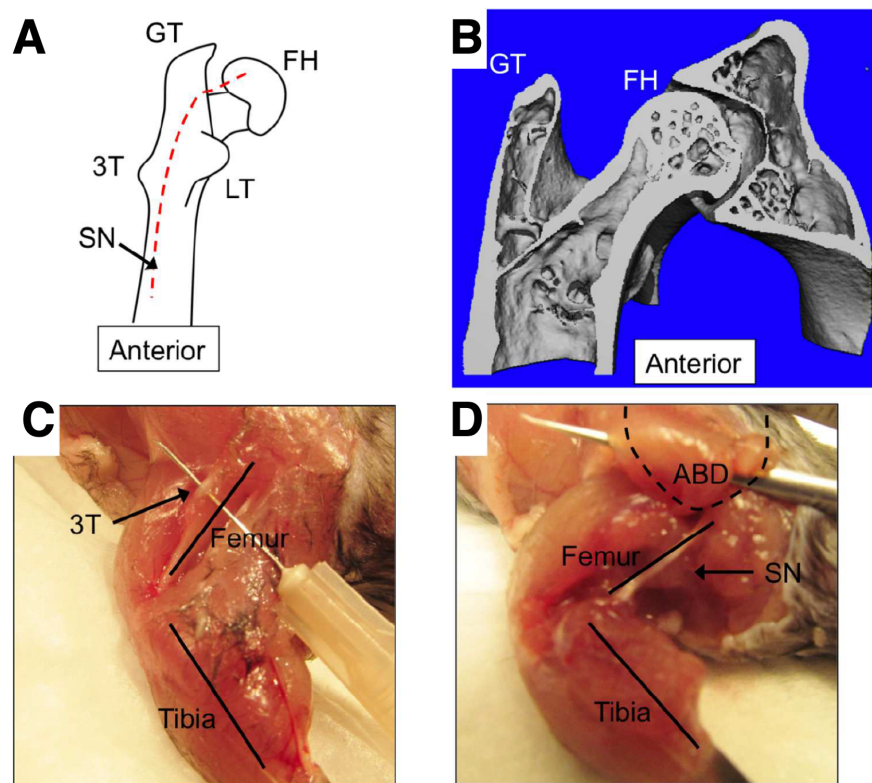 A
GT
FH
3T
LT
SN
Anterior
B
GT
FH
Anterior
C
3T
Femur
Tibia
D
ABD
Femur
SN
Tibia